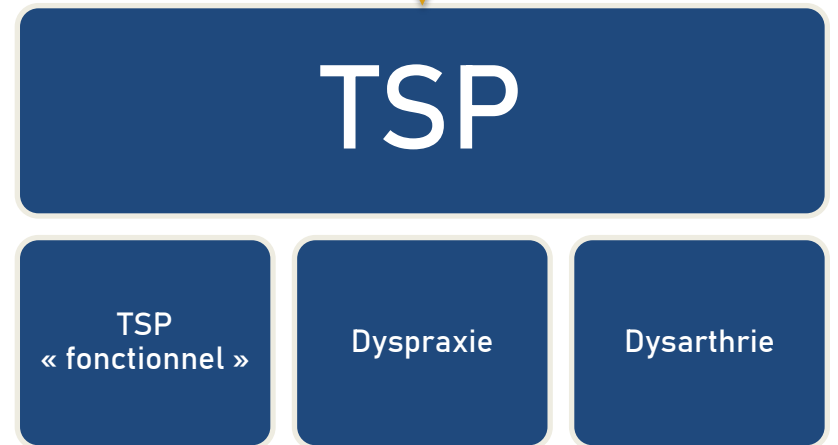 TSP
TSP
« fonctionnel »
Dyspraxie
Dysarthrie